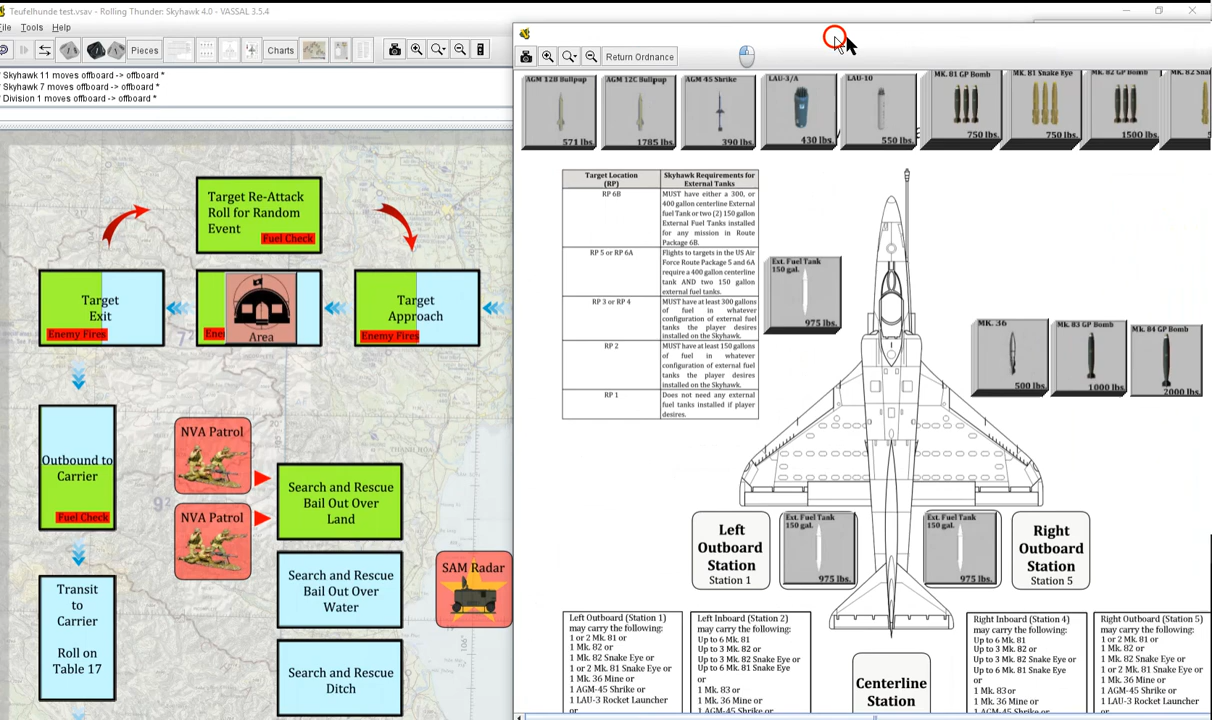 Teufelhunde test.vsav - Rolling Thunder: Skyhawk 4.0 - VASSAL 3.5.4
File Tools Help
Pieces
Charts
Skyhawk 11 moves offboard -> offboard *
Skyhawk 7 moves offboard -> offboard *
Division 1 moves offboard -> offboard *
Target Re-Attack
Roll for Random
Event
Fuel Check
Target
Exit
Enemy Fires
Area
Target
Approach
Enemy Fires
Outbound to
Carrier
Fuel Check
NVA Patrol
NVA Patrol
Search and Rescue
Bail Out Over
Land
Search and Rescue
Bail Out Over
Water
SAM Radar
Transit
to
Carrier
Roll on
Table 17
Search and Rescue
Ditch
Return Ordnance
AGM 12B Bullpup
571 lbs.
AGM 12C Bullpup
1785 lbs.
AGM 45 Shrike
390 lbs.
LAU-3/A
430 lbs.
LAU-10
550 lbs.
MK. 81 GP Bomb
750 lbs.
MK. 81 Snake Eye
750 lbs.
MK. 82 GP Bomb
1500 lbs.
MK. 82
Target Location
(RP)
Skyhawk Requirements for
External Tanks
RP 6B
MUST have either a 300, or
400 gallon centerline External
fuel Tank or two (2) 150 gallon
External Fuel Tanks installed
for any mission in Route
Package 6B.
RP 5 or RP 6A
Flights to targets in the US Air
Force Route Package 5 and 6A
require a 400 gallon centerline
tank AND two 150 gallon
external fuel tanks.
RP 3 or RP 4
MUST have at least 300 gallons
of fuel in whatever
configuration of external fuel
tanks the player desires
installed on the Skyhawk.
RP 2
MUST have at least 150 gallons
of fuel in whatever
configuration of external fuel
tanks the player desires
installed on the Skyhawk.
RP 1
Does not need any external
fuel tanks installed if player
desires.
Ext. Fuel Tank
150 gal.
975 lbs.
MK. 36
500 lbs.
MK. 83 GP Bomb
1000 lbs.
MK. 84 GP Bomb
2000 lbs.
Left
Outboard
Station
Station 1
Ext. Fuel Tank
150 gal.
975 lbs.
Ext. Fuel Tank
150 gal.
975 lbs.
Right
Outboard
Station
Station 5
Left Outboard (Station 1)
may carry the following:
1 or 2 Mk. 81 or
1 Mk. 82 or
1 Mk. 82 Snake Eye or
1 or 2 Mk. 81 Snake Eye or
1 Mk. 36 Mine or
1 AGM-45 Shrike or
1 LAU-3 Rocket Launcher
or
Left Inboard (Station 2)
may carry the following:
Up to 6 Mk. 81
Up to 3 Mk. 82 or
Up to 3 Mk. 82 Snake Eye or
Up to 6 Mk. 81 Snake Eye
or
1 Mk. 83 or
1 Mk. 36 Mine or
1 AGM-45 Shrike or
Centerline
Station
Right Inboard (Station 4)
may carry the following:
Up to 6 Mk. 81
Up to 3 Mk. 82 or
Up to 3 Mk. 82 Snake Eye or
Up to 6 Mk. 81 Snake Eye
or
1 Mk. 83 or
1 Mk. 36 Mine or
1 AGM-45 Shrike or
Right Outboard (Station 5)
may carry the following:
1 or 2 Mk. 81 or
1 Mk. 82 or
1 Mk. 82 Snake Eye or
1 or 2 Mk. 81 Snake Eye or
1 Mk. 36 Mine or
1 AGM-45 Shrike or
1 LAU-3 Rocket Launcher
or